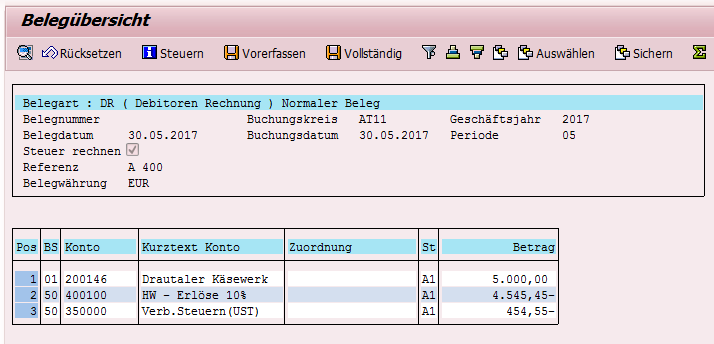 Belegübersicht
Rücksetzen Steuern Vorerfassen Vollständig Auswählen Sichern
Belegart : DR ( Debitoren Rechnung ) Normaler Beleg
Belegnummer Buchungskreis AT11 Geschäftsjahr 2017
Belegdatum 30.05.2017 Buchungsdatum 30.05.2017 Periode 05
Steuer rechnen
Referenz A 400
Belegwährung EUR
Pos BS Konto Kurztext Konto Zuordnung St Betrag
1 01 200146 Drautaler Käsewerk A1 5.000,00
2 50 400100 HW - Erlöse 10% A1 4.545,45-
3 50 350000 Verb.Steuern(UST) A1 454,55-